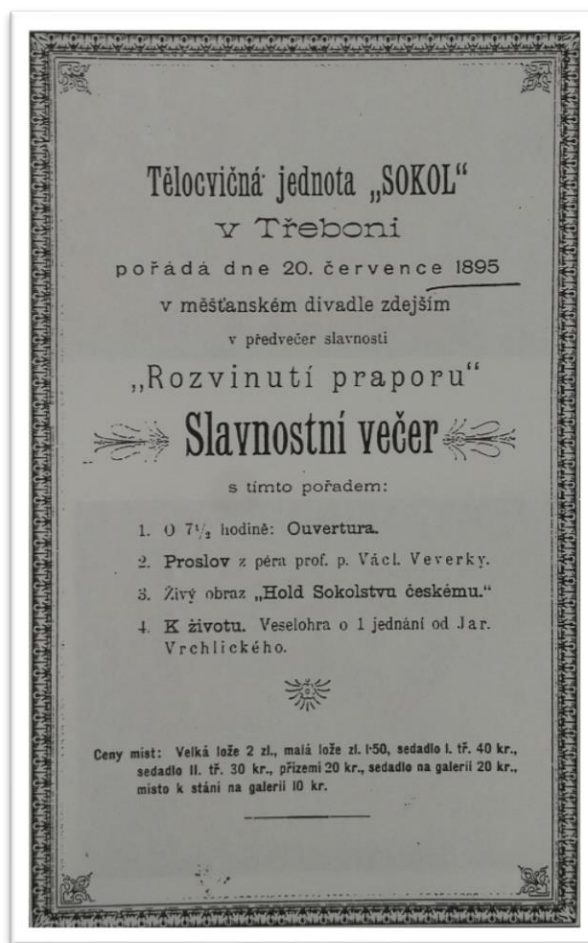 Tělocvičná jednota „SOKOL“
v Třeboni
pořádá dne 20. července 1895
v měšťanském divadle zdejším
v předvečer slavnosti
„Rozvinutí praporu“
Slavnostní večer
s tímto pořadem:
1. O 7½ hodině: Ouvertura.
2. Proslov z péra prof. p. Václ. Veverky.
3. Živý obraz „Hold Sokolstvu českému.“
4. K životu. Veselohra o 1 jednání od Jar.
Vrchlického.
Ceny míst: Velká lože 2 zl., malá lože zl. 1·50, sedadlo I. tř. 40 kr.,
sedadlo II. tř. 30 kr., přízemí 20 kr., sedadlo na galerii 20 kr.,
místo k stání na galerii 10 kr.